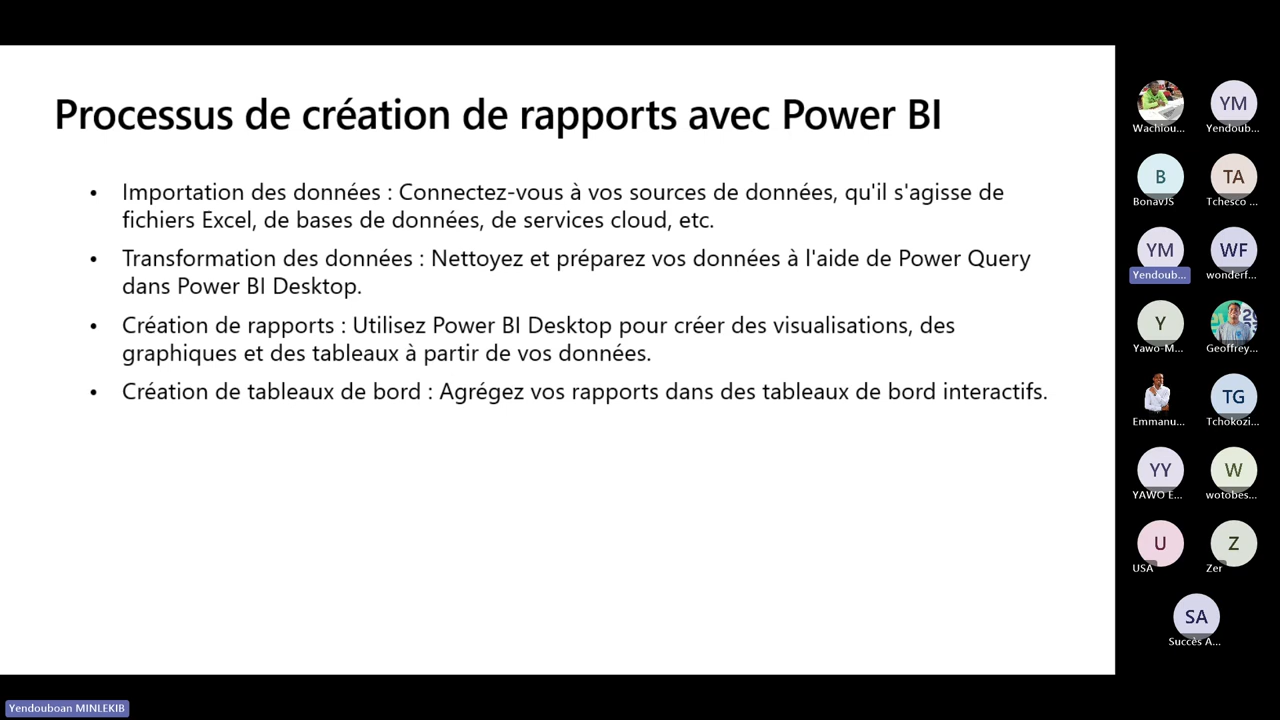 Processus de création de rapports avec Power BI
• Importation des données : Connectez-vous à vos sources de données, qu'il s'agisse de
fichiers Excel, de bases de données, de services cloud, etc.
• Transformation des données : Nettoyez et préparez vos données à l'aide de Power Query
dans Power BI Desktop.
• Création de rapports : Utilisez Power BI Desktop pour créer des visualisations, des
graphiques et des tableaux à partir de vos données.
• Création de tableaux de bord : Agrégez vos rapports dans des tableaux de bord interactifs.
YM
Wachiou... Yendoub...
B TA
BonavJS Tchesco ...
YM WF
Yendoub... wonderf...
Y
Yawo-M... Geoffrey...
TG
Emmanu... Tchokozi...
YY W
YAWO E... wotobes...
U Z
USA Zer
SA
Succès A...
Yendouboan MINLEKIB